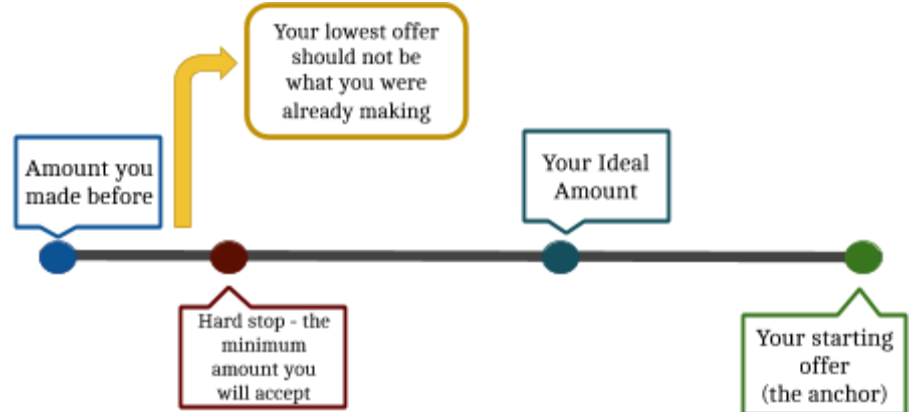 Your lowest offer
should not be
what you were
already making
Amount you
made before
Your Ideal
Amount
Hard stop - the
minimum
amount you
will accept
Your starting
offer
(the anchor)